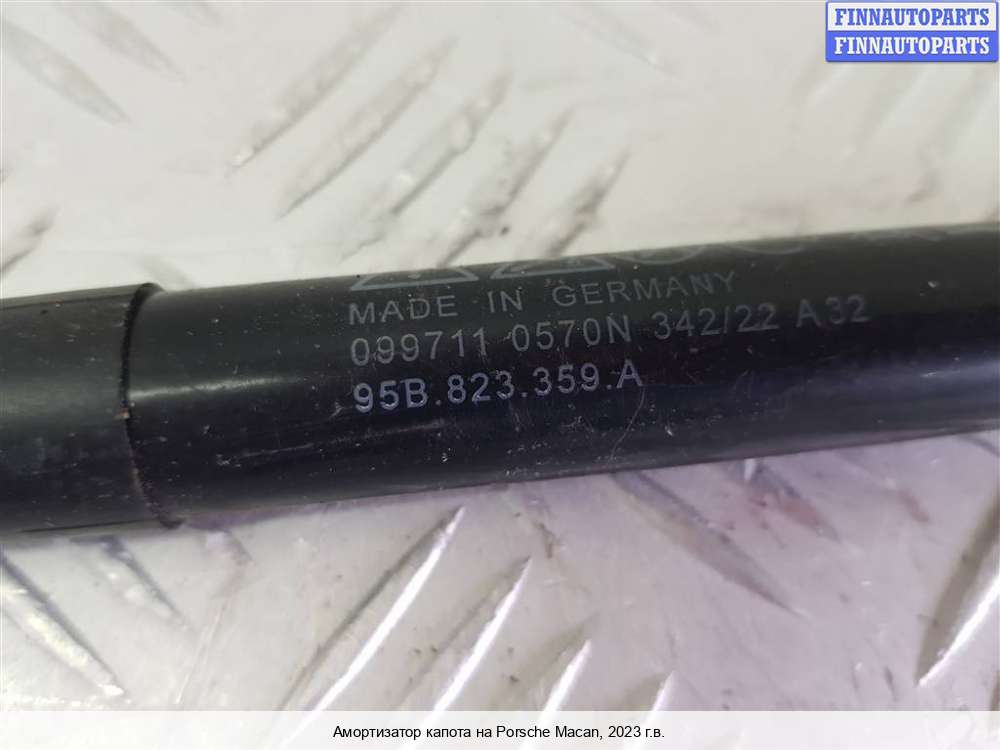 FINNAUTOPARTS
FINNAUTOPARTS
MADE IN GERMANY
099711 0570N 342/22 A32
95B.823.359.A
Амортизатор капота на Porsche Macan, 2023 г.в.